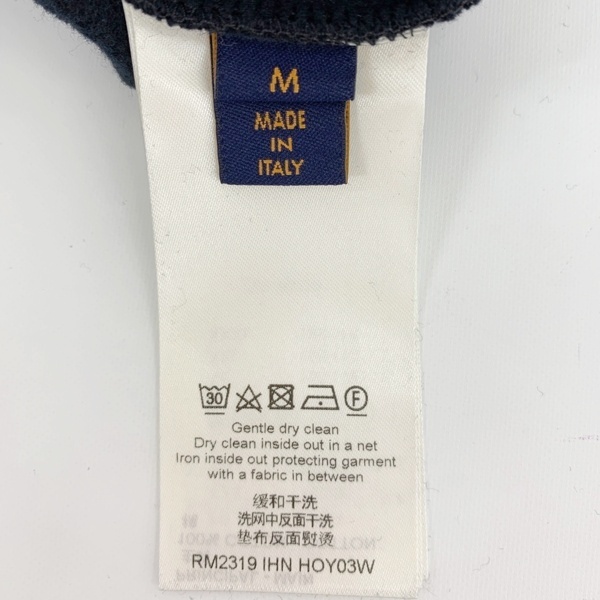 M
MADE
IN
ITALY
30 F
Gentle dry clean
Dry clean inside out in a net
Iron inside out protecting garment
with a fabric in between
缓和干洗
洗网中反面干洗
垫布反面熨烫
RM2319 IHN HOY03W